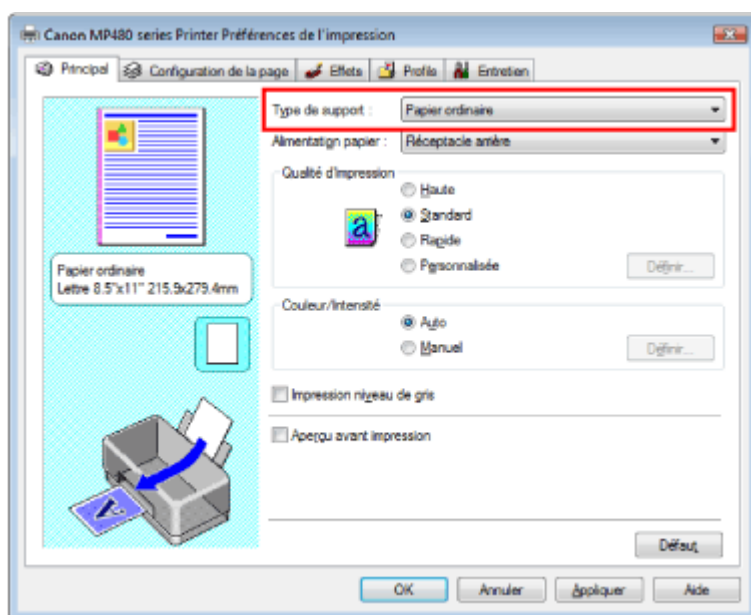 Canon MP480 series Printer Préférences de l'impression
Principal Configuration de la page Effets Profils Entretien
Type de support : Papier ordinaire
Alimentation papier : Réceptacle arrière
Qualité d'impression
Haute
Standard
Rapide
Personnalisée Définir...
Papier ordinaire
Lettre 8.5"x11" 215.9x279.4mm
Couleur/Intensité
Auto
Manuel Définir...
Impression niveau de gris
Aperçu avant impression
Défaut
OK Annuler Appliquer Aide